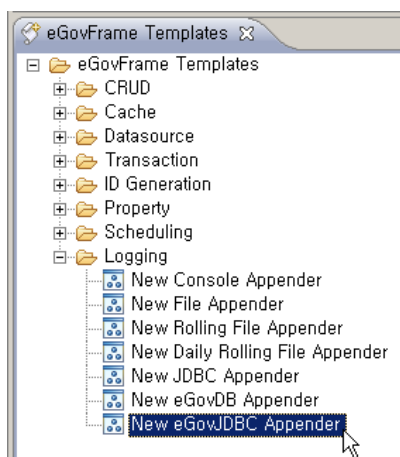 eGovFrame Templates
eGovFrame Templates
CRUD
Cache
Datasource
Transaction
ID Generation
Property
Scheduling
Logging
New Console Appender
New File Appender
New Rolling File Appender
New Daily Rolling File Appender
New JDBC Appender
New eGovDB Appender
New eGovJDBC Appender